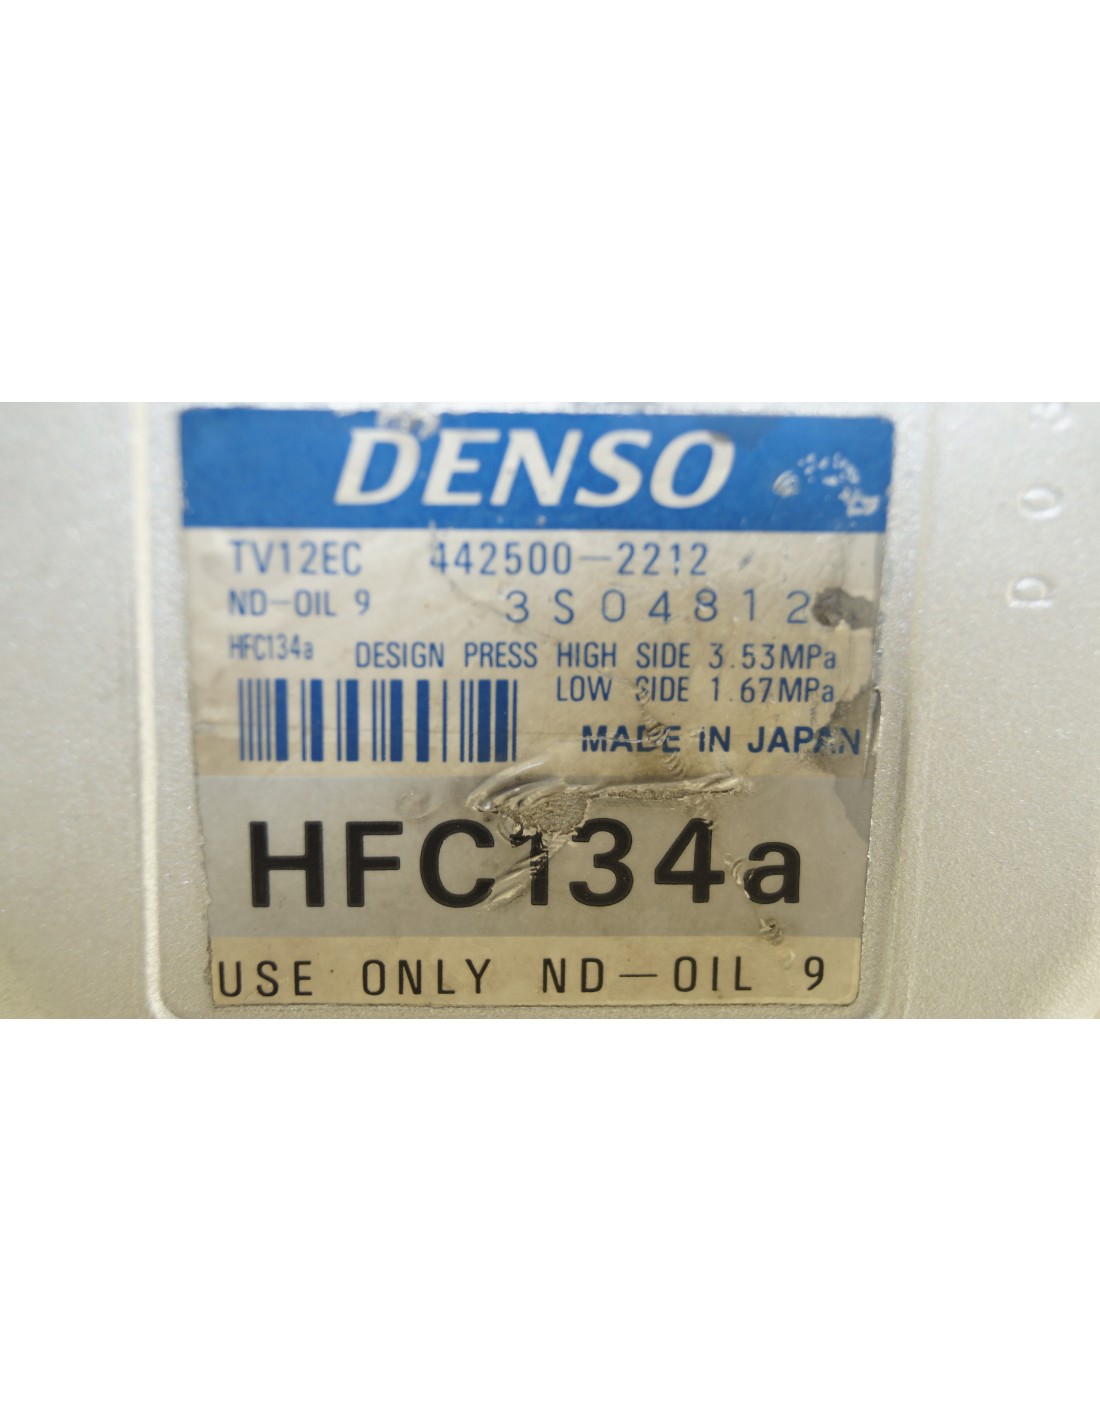 DENSO
TV12EC 442500-2212
ND-OIL 9 3S04812
HFC134a DESIGN PRESS HIGH SIDE 3.53MPa
LOW SIDE 1.67MPa
MADE IN JAPAN
HFC134a
USE ONLY ND-OIL 9